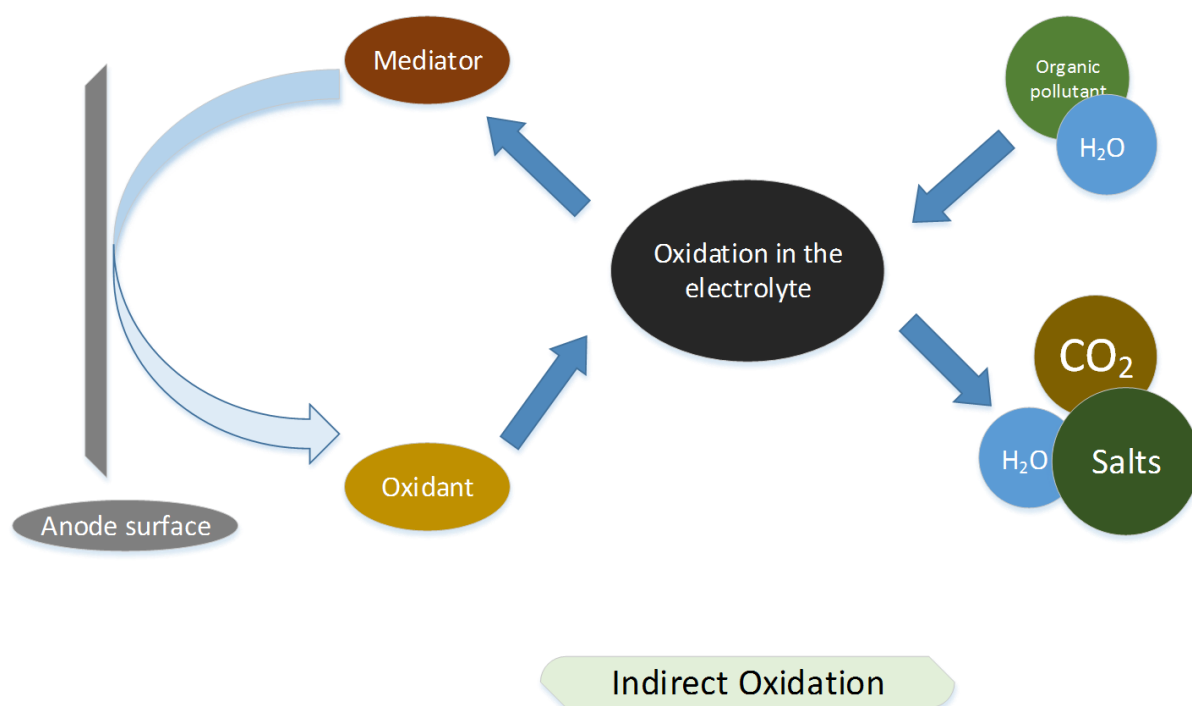 Mediator
Organic
pollutant
H₂O
Oxidation in the
electrolyte
CO₂
H₂O
Salts
Oxidant
Anode surface
Indirect Oxidation